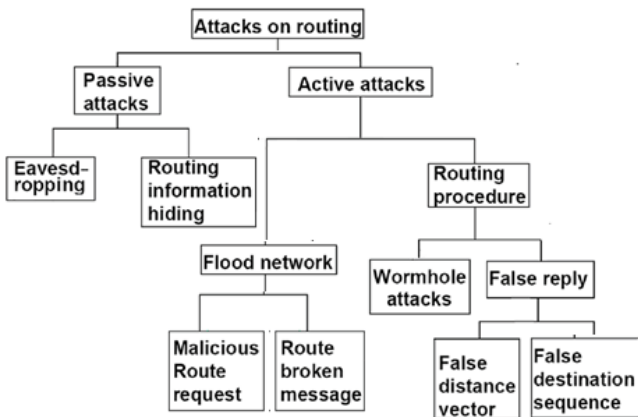 Attacks on routing
Passive
attacks
Active attacks
Eavesd-
ropping
Routing
information
hiding
Routing
procedure
Flood network
Wormhole
attacks
False reply
Malicious
Route
request
Route
broken
message
False
distance
vector
False
destination
sequence